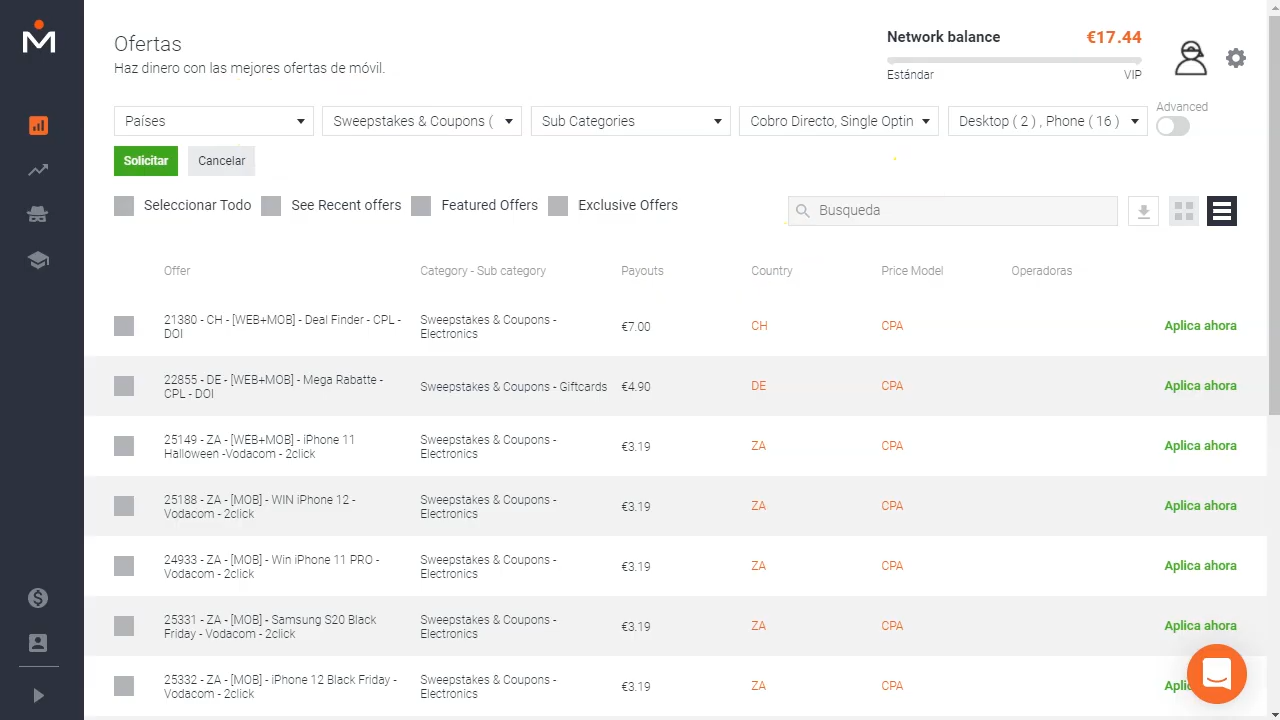 Ofertas
Haz dinero con las mejores ofertas de móvil.
Network balance €17.44
Estándar VIP
Países Sweepstakes & Coupons ( Sub Categories Cobro Directo, Single Optin Desktop ( 2 ) , Phone ( 16 ) Advanced
Solicitar Cancelar
Seleccionar Todo See Recent offers Featured Offers Exclusive Offers Busqueda
Offer Category - Sub category Payouts Country Price Model Operadoras
21380 - CH - [WEB+MOB] - Deal Finder - CPL -
DOI
Sweepstakes & Coupons -
Electronics
€7.00 CH CPA Aplica ahora
22855 - DE - [WEB+MOB] - Mega Rabatte -
CPL - DOI
Sweepstakes & Coupons - Giftcards €4.90 DE CPA Aplica ahora
25149 - ZA - [WEB+MOB] - iPhone 11
Halloween -Vodacom - 2click
Sweepstakes & Coupons -
Electronics
€3.19 ZA CPA Aplica ahora
25188 - ZA - [MOB] - WIN iPhone 12 -
Vodacom - 2click
Sweepstakes & Coupons -
Electronics
€3.19 ZA CPA Aplica ahora
24933 - ZA - [MOB] - Win iPhone 11 PRO -
Vodacom - 2click
Sweepstakes & Coupons -
Electronics
€3.19 ZA CPA Aplica ahora
25331 - ZA - [MOB] - Samsung S20 Black
Friday - Vodacom - 2click
Sweepstakes & Coupons -
Electronics
€3.19 ZA CPA Aplica ahora
25332 - ZA - [MOB] - iPhone 12 Black Friday -
Vodacom - 2click
Sweepstakes & Coupons -
Electronics
€3.19 ZA CPA